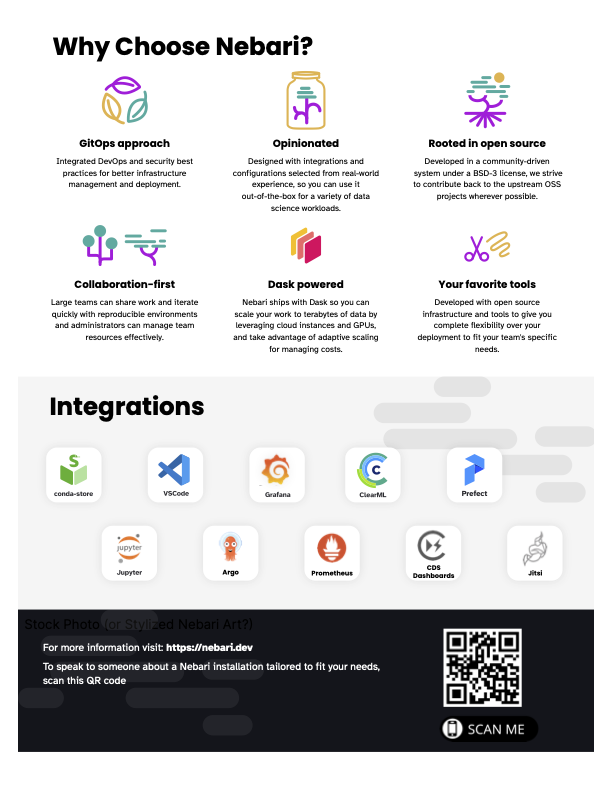 Why Choose Nebari?
GitOps approach
Integrated DevOps and security best
practices for better infrastructure
management and deployment.
Opinionated
Designed with integrations and
configurations selected from real-world
experience, so you can use it
out-of-the-box for a variety of data
science workloads.
Rooted in open source
Developed in a community-driven
system under a BSD-3 license, we strive
to contribute back to the upstream OSS
projects wherever possible.
Collaboration-first
Large teams can share work and iterate
quickly with reproducible environments
and administrators can manage team
resources effectively.
Dask powered
Nebari ships with Dask so you can
scale your work to terabytes of data by
leveraging cloud instances and GPUs,
and take advantage of adaptive scaling
for managing costs.
Your favorite tools
Developed with open source
infrastructure and tools to give you
complete flexibility over your
deployment to fit your team's specific
needs.
Integrations
S
conda-store
VSCode
Grafana
C
ClearML
Prefect
jupyter
Jupyter
Argo
Prometheus
CDS
Dashboards
Jitsi
Stock Photo (or Stylized Nebari Art?)
For more information visit: https://nebari.dev
To speak to someone about a Nebari installation tailored to fit your needs,
scan this QR code
SCAN ME